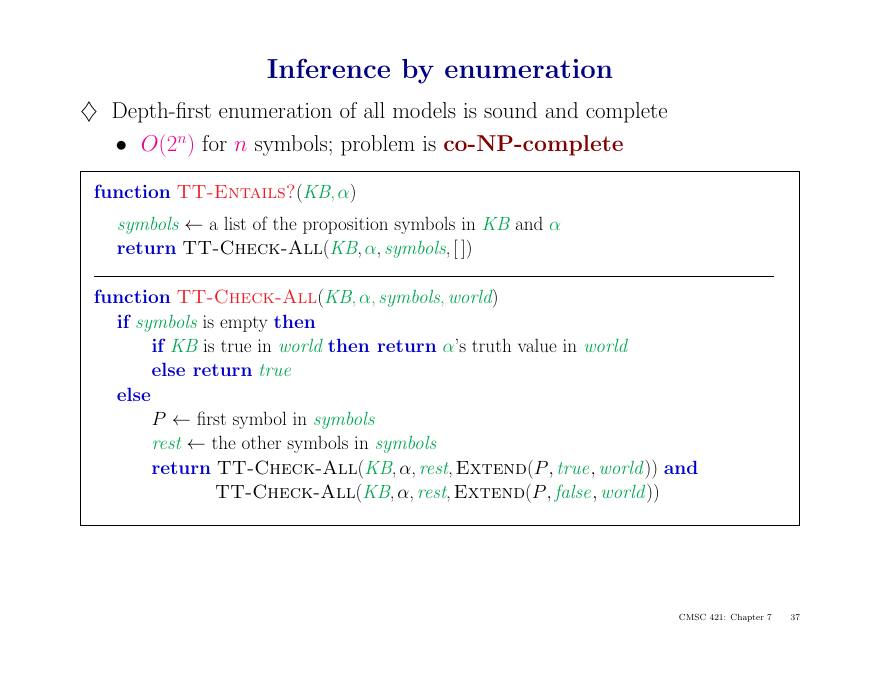 Inference by enumeration
♢ Depth-first enumeration of all models is sound and complete
• O(2ⁿ) for n symbols; problem is co-NP-complete
function TT-Entails?(KB, α)
symbols ← a list of the proposition symbols in KB and α
return TT-Check-All(KB, α, symbols, [ ])
function TT-Check-All(KB, α, symbols, world)
if symbols is empty then
if KB is true in world then return α's truth value in world
else return true
else
P ← first symbol in symbols
rest ← the other symbols in symbols
return TT-Check-All(KB, α, rest, Extend(P, true, world)) and
TT-Check-All(KB, α, rest, Extend(P, false, world))
CMSC 421: Chapter 7 37